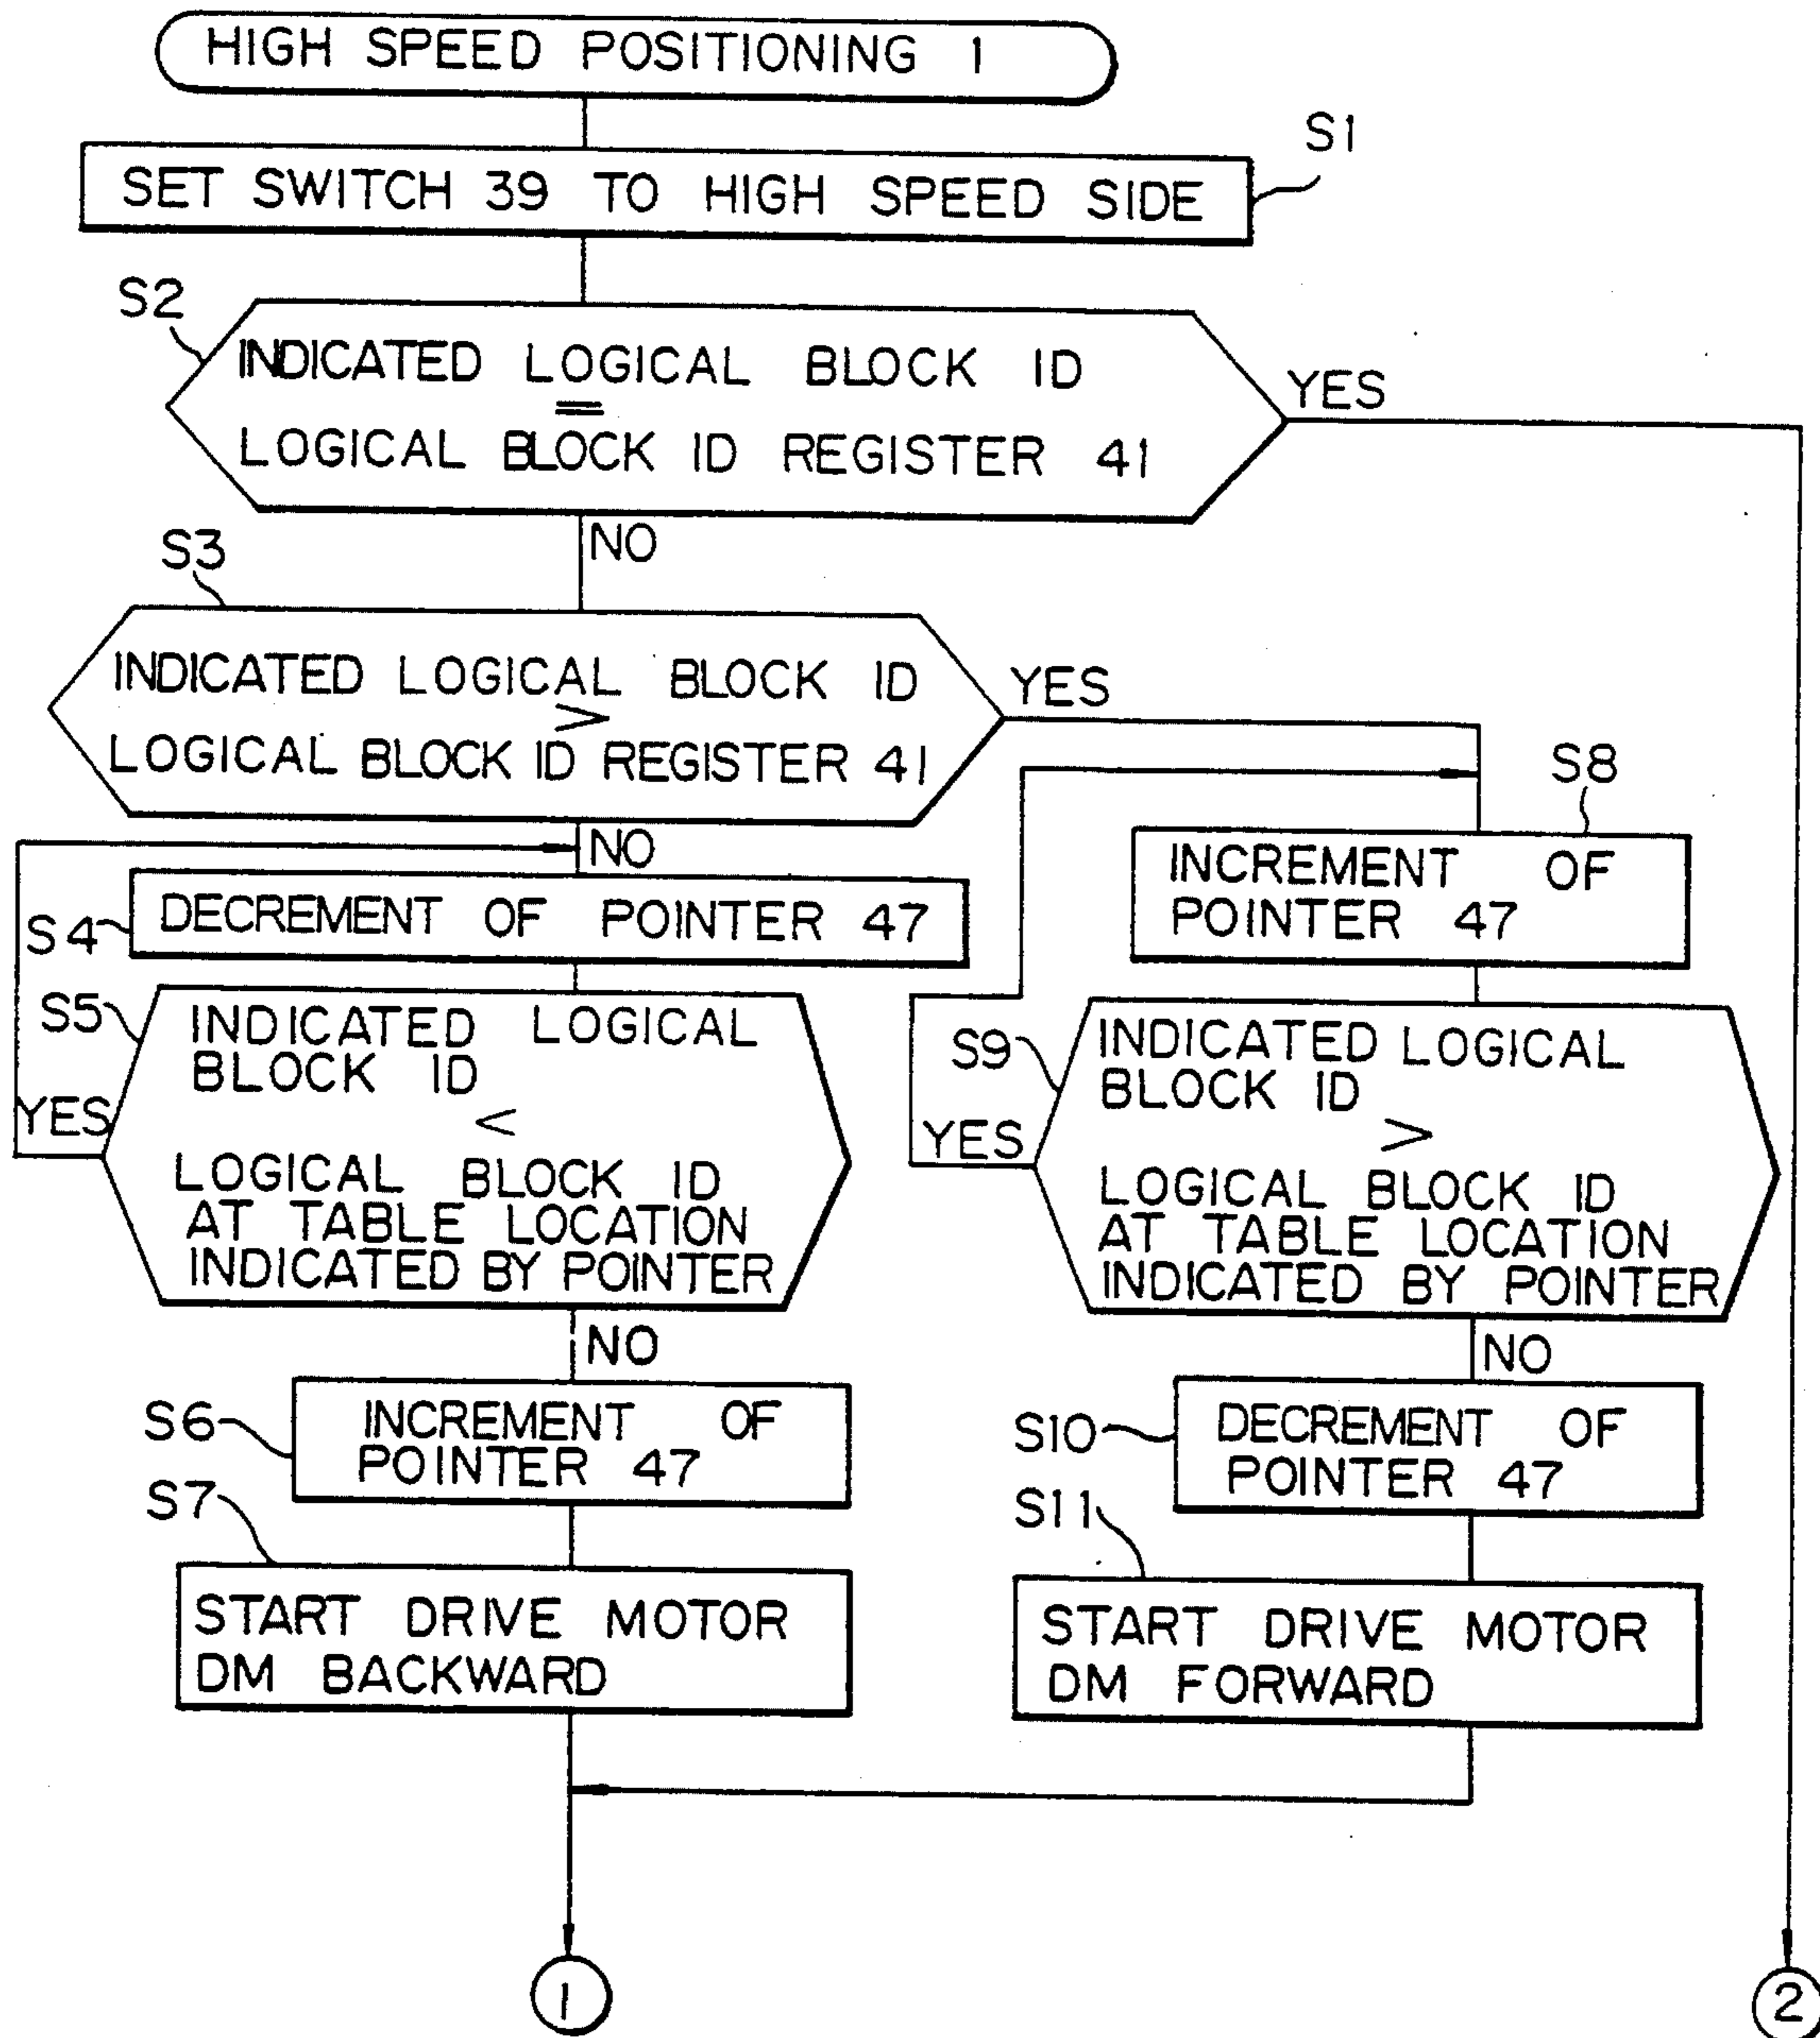 HIGH SPEED POSITIONING 1
S1
SET SWITCH 39 TO HIGH SPEED SIDE
S2
INDICATED LOGICAL BLOCK ID
=
LOGICAL BLOCK ID REGISTER 41
YES
NO
S3
INDICATED LOGICAL BLOCK ID
>
LOGICAL BLOCK ID REGISTER 41
YES
NO
S4
DECREMENT OF POINTER 47
S5
INDICATED LOGICAL
BLOCK ID
<
LOGICAL BLOCK ID
AT TABLE LOCATION
INDICATED BY POINTER
YES
NO
S6
INCREMENT OF
POINTER 47
S7
START DRIVE MOTOR
DM BACKWARD
S8
INCREMENT OF
POINTER 47
S9
INDICATED LOGICAL
BLOCK ID
>
LOGICAL BLOCK ID
AT TABLE LOCATION
INDICATED BY POINTER
YES
NO
S10
DECREMENT OF
POINTER 47
S11
START DRIVE MOTOR
DM FORWARD
1
2